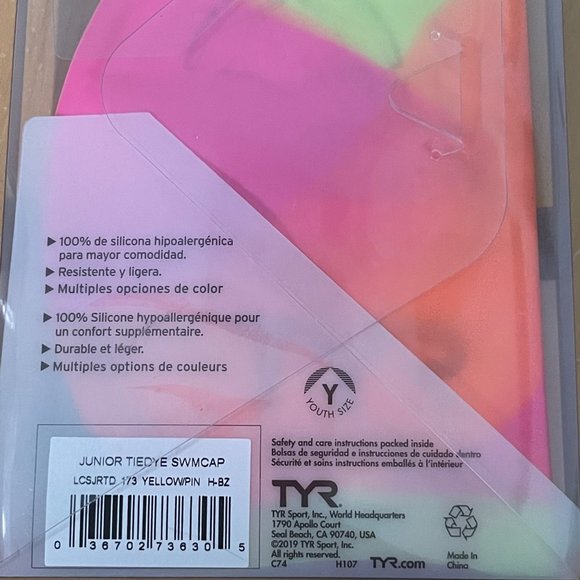 ▶ 100% de silicona hipoalergénica
para mayor comodidad.
▶ Resistente y ligera.
▶ Multiples opciones de color
▶ 100% Silicone hypoallergénique pour
un confort supplémentaire.
▶ Durable et léger.
▶ Multiples options de couleurs
Y
YOUTH SIZE
JUNIOR TIEDYE SWMCAP
LCSJRTD 173 YELLOW/PIN H-BZ
0 36702 73630 5
Safety and care instructions packed inside
Bolsas de seguridad e instrucciones de cuidado dentro
Sécurité et soins instructions emballés à l'intérieur
TYR®
TYR Sport, Inc., World Headquarters
1790 Apollo Court
Seal Beach, CA 90740, USA
©2019 TYR Sport, Inc.
All rights reserved.
C74 H107 TYR.com
Made In
China